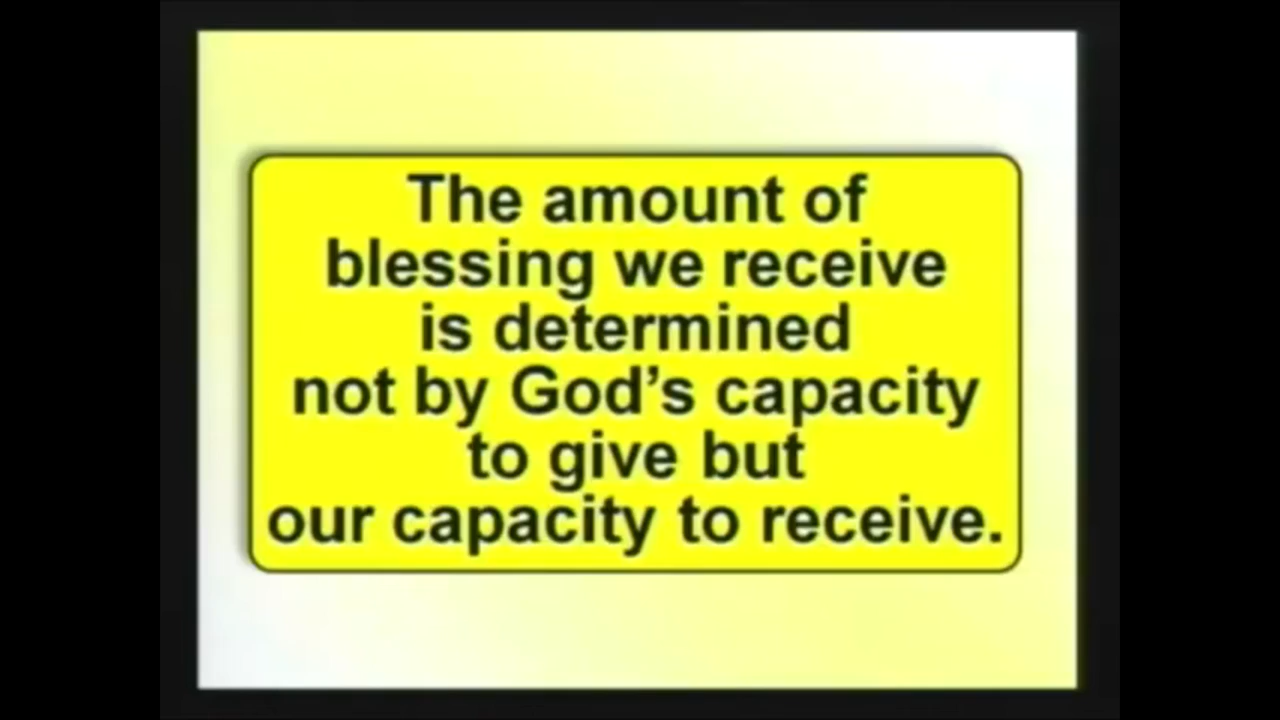 The amount of
blessing we receive
is determined
not by God’s capacity
to give but
our capacity to receive.